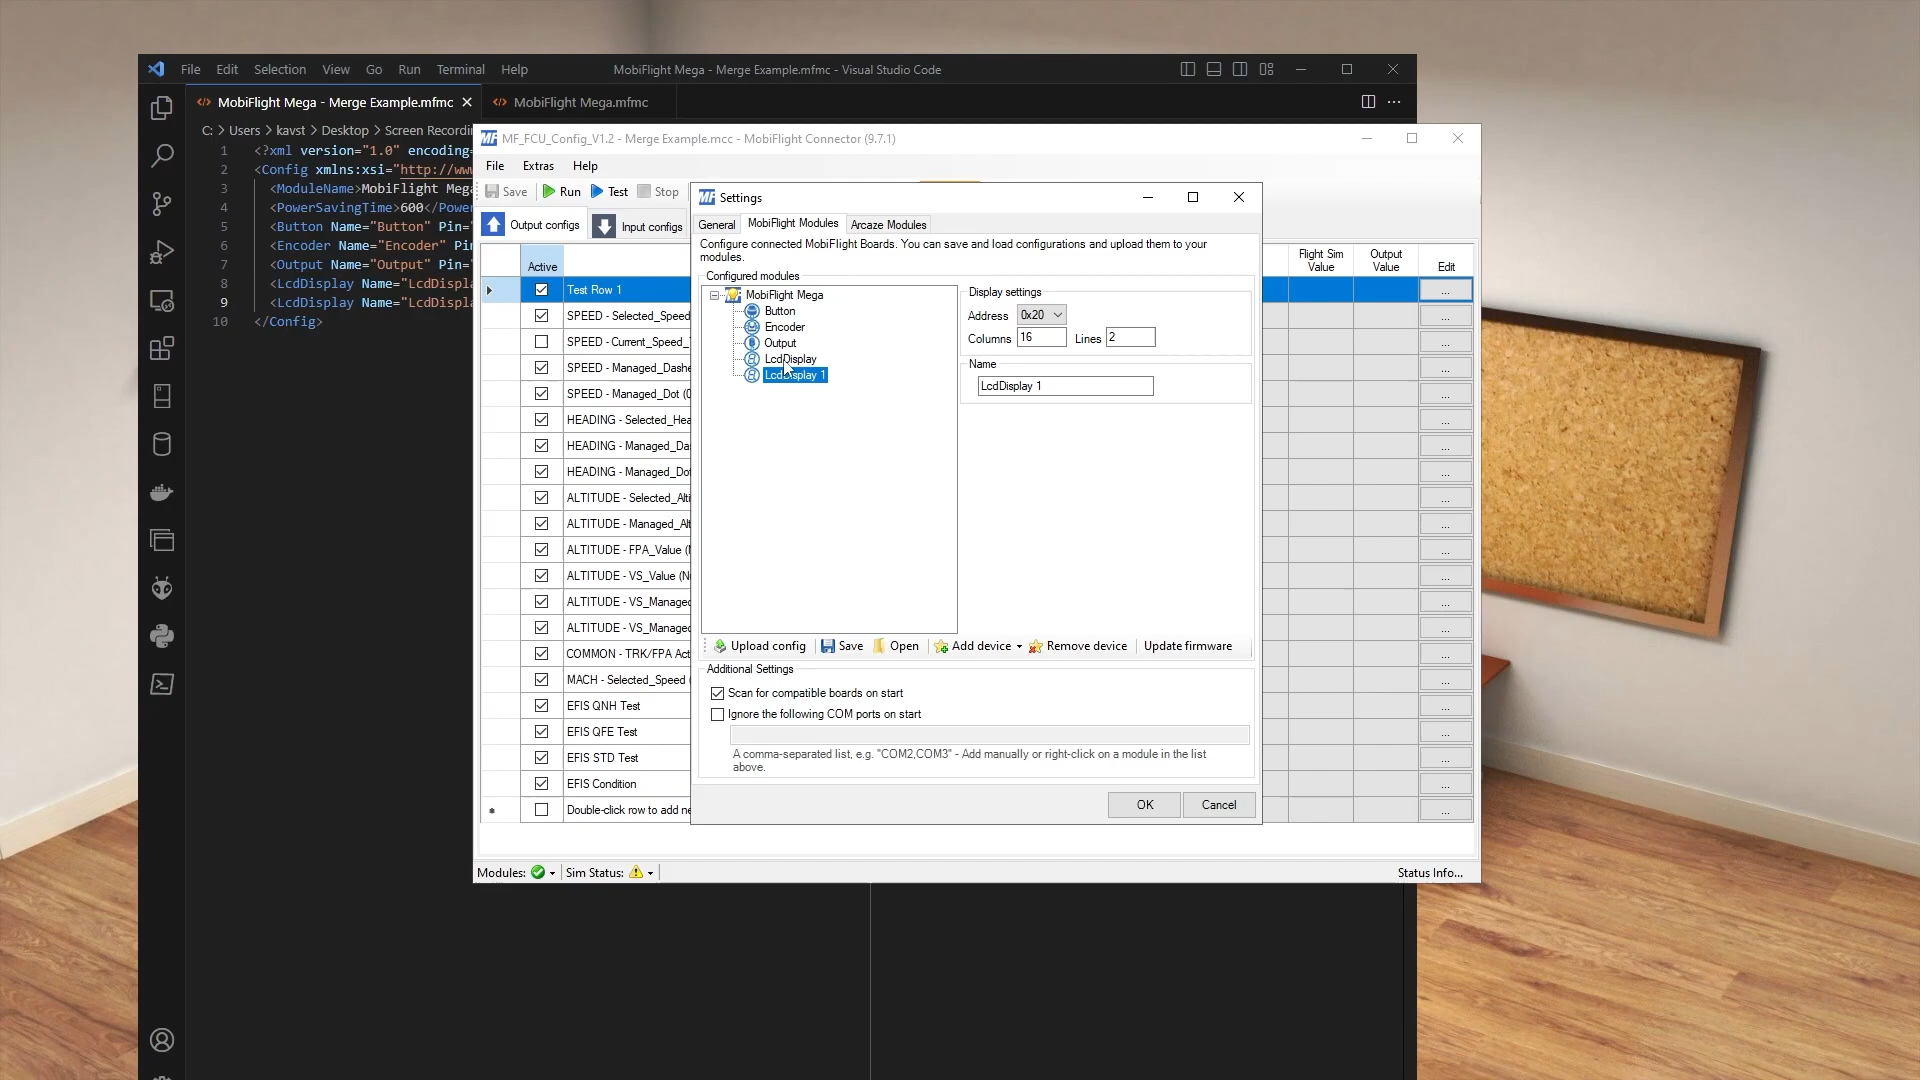 File Edit Selection View Go Run Terminal Help
MobiFlight Mega - Merge Example.mfmc - Visual Studio Code
MobiFlight Mega - Merge Example.mfmc
MobiFlight Mega.mfmc
C: > Users > kavst > Desktop > Screen Recordin
1 <?xml version="1.0" encoding=
2 <Config xmlns:xsi="http://www
3 <ModuleName>MobiFlight Mega
4 <PowerSavingTime>600</Power
5 <Button Name="Button" Pin="
6 <Encoder Name="Encoder" Pin
7 <Output Name="Output" Pin="
8 <LcdDisplay Name="LcdDispla
9 <LcdDisplay Name="LcdDispla
10 </Config>
MF_FCU_Config_V1.2 - Merge Example.mcc - MobiFlight Connector (9.7.1)
File Extras Help
Save Run Test Stop
Output configs Input configs
Active
Flight Sim Value
Output Value
Edit
Test Row 1 ...
SPEED - Selected_Speed ...
SPEED - Current_Speed_ ...
SPEED - Managed_Dashe ...
SPEED - Managed_Dot (0 ...
HEADING - Selected_Hea ...
HEADING - Managed_Da ...
HEADING - Managed_Dot ...
ALTITUDE - Selected_Alti ...
ALTITUDE - Managed_Alt ...
ALTITUDE - FPA_Value (N ...
ALTITUDE - VS_Value (N ...
ALTITUDE - VS_Managed ...
ALTITUDE - VS_Managed ...
COMMON - TRK/FPA Act ...
MACH - Selected_Speed ( ...
EFIS QNH Test ...
EFIS QFE Test ...
EFIS STD Test ...
EFIS Condition ...
* Double-click row to add ne ...
Modules: Sim Status: Status Info...
MF Settings
General MobiFlight Modules Arcaze Modules
Configure connected MobiFlight Boards. You can save and load configurations and upload them to your
modules.
Configured modules
MobiFlight Mega
Button
Encoder
Output
LcdDisplay
LcdDisplay 1
Display settings
Address 0x20
Columns 16 Lines 2
Name
LcdDisplay 1
Upload config Save Open Add device Remove device Update firmware
Additional Settings
Scan for compatible boards on start
Ignore the following COM ports on start
A comma-separated list, e.g. "COM2,COM3" - Add manually or right-click on a module in the list
above.
OK Cancel